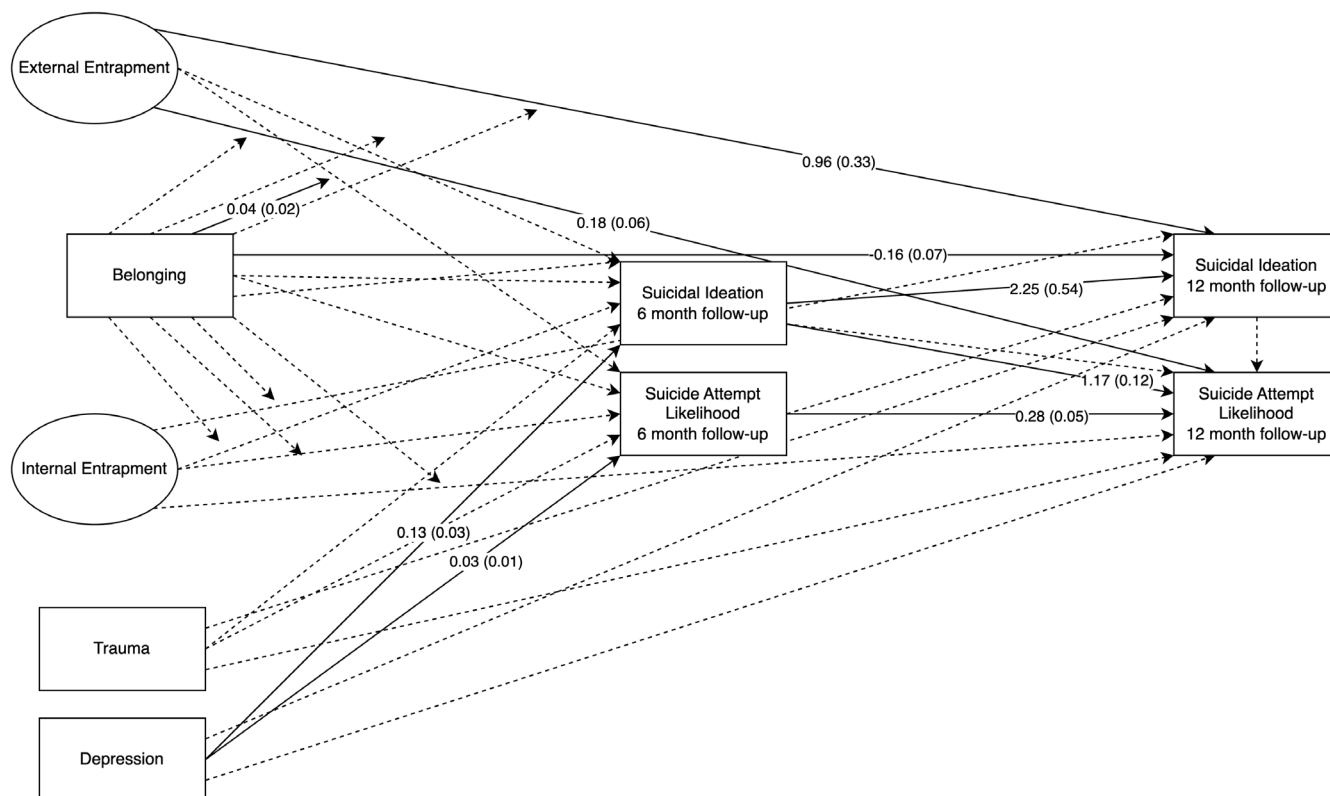 External Entrapment
0.96 (0.33)
0.04 (0.02)
0.18 (0.06)
Belonging
-0.16 (0.07)
Suicidal Ideation
6 month follow-up
2.25 (0.54)
Suicidal Ideation
12 month follow-up
1.17 (0.12)
Suicide Attempt
Likelihood
6 month follow-up
0.28 (0.05)
Suicide Attempt
Likelihood
12 month follow-up
Internal Entrapment
0.13 (0.03)
0.03 (0.01)
Trauma
Depression